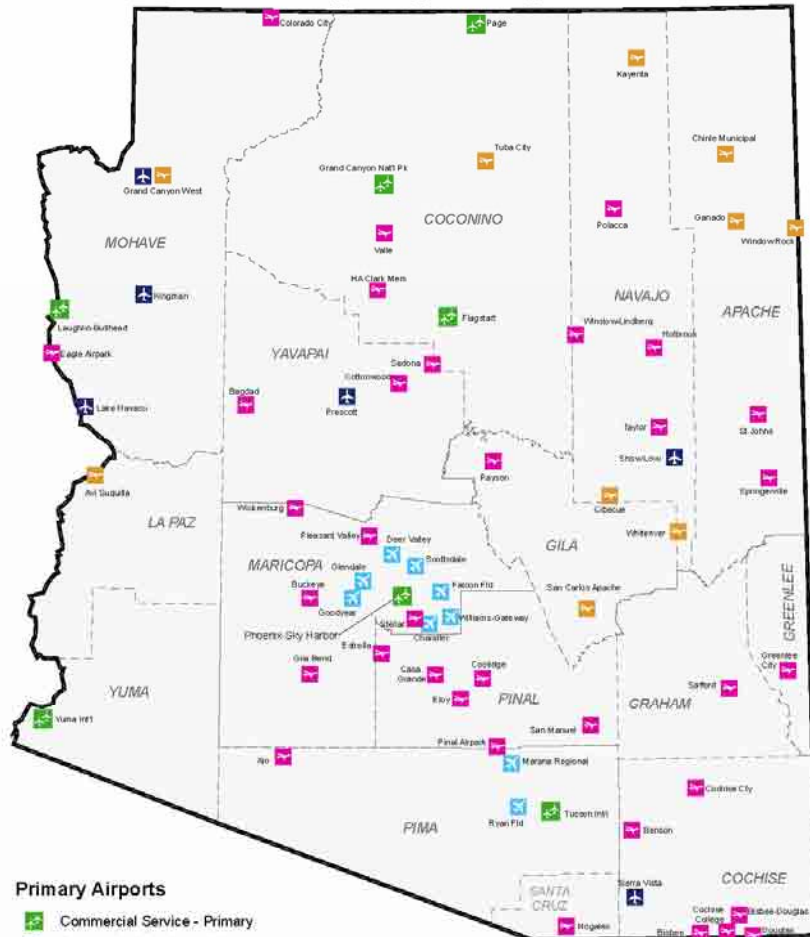 Colorado City
Page
Kayenta
Tuba City
Chinle Municipal
Grand Canyon Nat'l Pk
Grand Canyon West
COCONINO
Polacca
Ganado
Window Rock
MOHAVE
Valle
HA Clark Mem
Kingman
NAVAJO
APACHE
Laughlin-Bullhead
Flagstaff
Winslow-Lindberg
Holbrook
Eagle Airpark
YAVAPAI
Sedona
Cottonwood
Bagdad
Prescott
Lake Havasu
Taylor
St Johns
Show Low
Payson
Springerville
Avi Suquilla
Cibecue
Whiteriver
Wickenburg
LA PAZ
Pleasant Valley
Deer Valley
GILA
MARICOPA
Scottsdale
Glendale
Buckeye
Falcon Fld
San Carlos Apache
Goodyear
GREENLEE
Stellar
Williams-Gateway
Chandler
Phoenix-Sky Harbor
Estrella
Gila Bend
Casa
Grande
Coolidge
Greenlee
City
Safford
YUMA
Eloy
PINAL
GRAHAM
Yuma Int'l
San Manuel
Pinal Airpark
Ajo
Marana Regional
Cochise Cty
Ryan Fld
Tucson Int'l
PIMA
Benson
Primary Airports
SANTA
CRUZ
Sierra Vista
COCHISE
Commercial Service - Primary
Nogales
Cochise
College
Bisbee-Douglas
Bisbee
Douglas